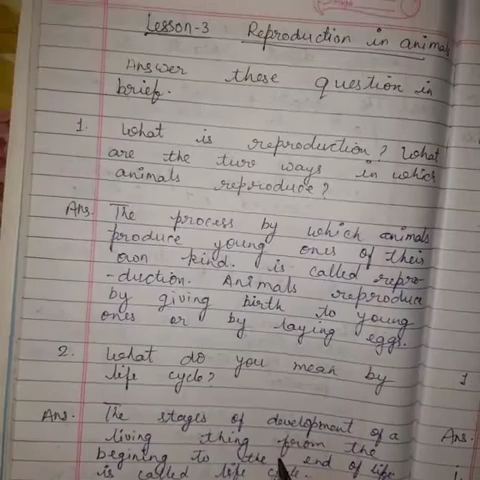 Lesson-3 Reproduction in animals
Answer these question in
brief.
1. What is reproduction? What
are the two ways in which
animals reproduce?
Ans. The process by which animals
produce young ones of their
own kind. is called repro
-duction. Animals reproduce
by giving birth to young
ones or by laying eggs.
2. What do you mean by
life cycle?
1
Ans. The stages of development of a
living thing from the
Ans.
begining to the end of life
is called life cycle.